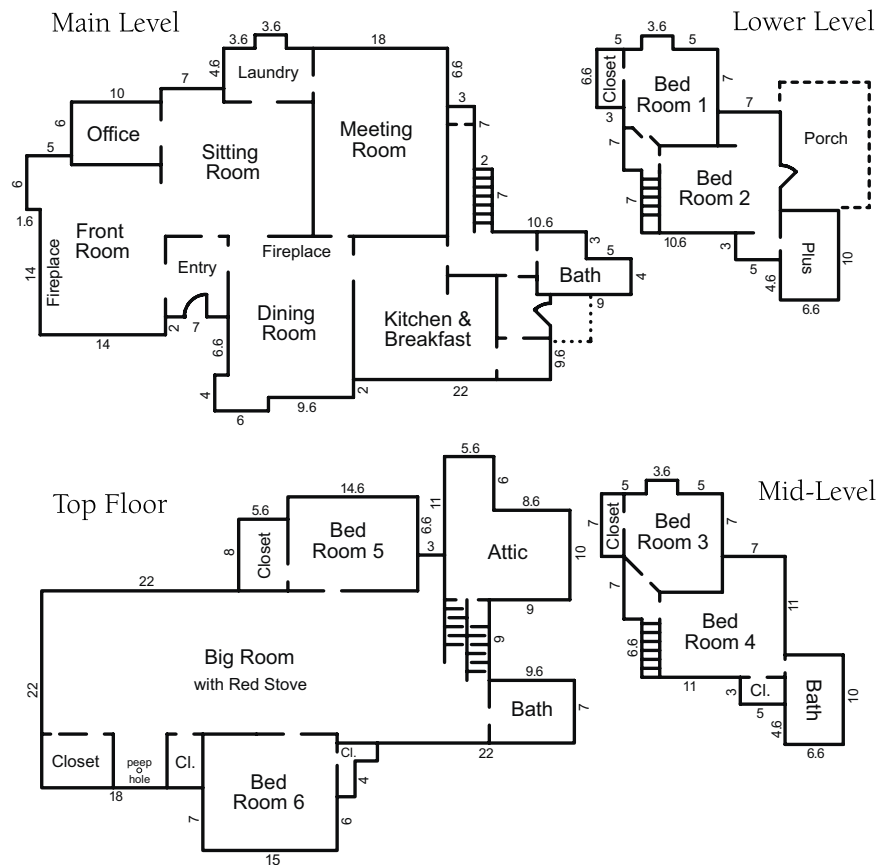 Main Level
3.6
3.6
18
4.6
Laundry
6.6
7
10
3
6
Office
7
Meeting
Room
Sitting
Room
5
6
2
7
1.6
Front
Room
10.6
Fireplace
3
Entry
5
14
Fireplace
Bath
4
9
2
7
Dining
Room
Kitchen &
Breakfast
14
6.6
9.6
4
2
22
9.6
6
Lower Level
3.6
5
5
6.6
Closet
Bed
Room 1
7
3
7
Porch
7
Bed
Room 2
7
10.6
3
Plus
10
5
4.6
6.6
Top Floor
5.6
6
14.6
11
8.6
5.6
6.6
Bed
Room 5
8
Closet
3
Attic
10
22
9
9
Big Room
with Red Stove
22
9.6
Bath
7
Closet
peep
hole
Cl.
Cl.
22
18
4
Bed
Room 6
7
6
15
Mid-Level
3.6
5
5
7
Closet
Bed
Room 3
7
7
7
11
Bed
Room 4
6.6
11
3
Cl.
Bath
10
5
4.6
6.6